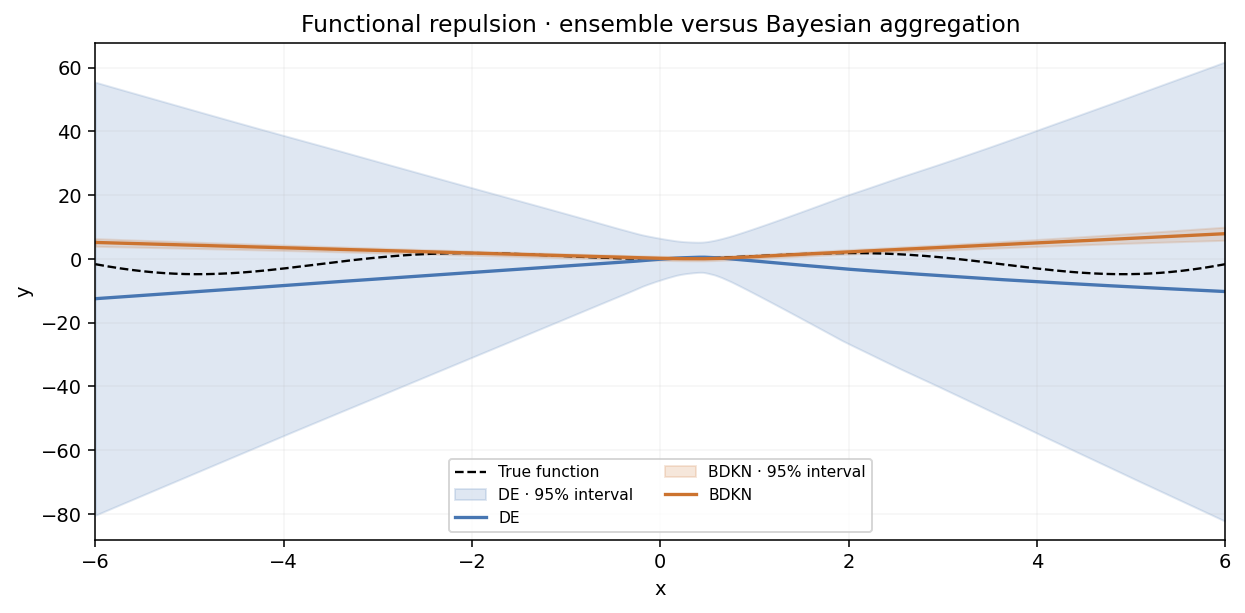 Functional repulsion · ensemble versus Bayesian aggregation
y
60
40
20
0
−20
−40
−60
−80
True function
DE · 95% interval
DE
BDKN · 95% interval
BDKN
−6
−4
−2
0
2
4
6
x